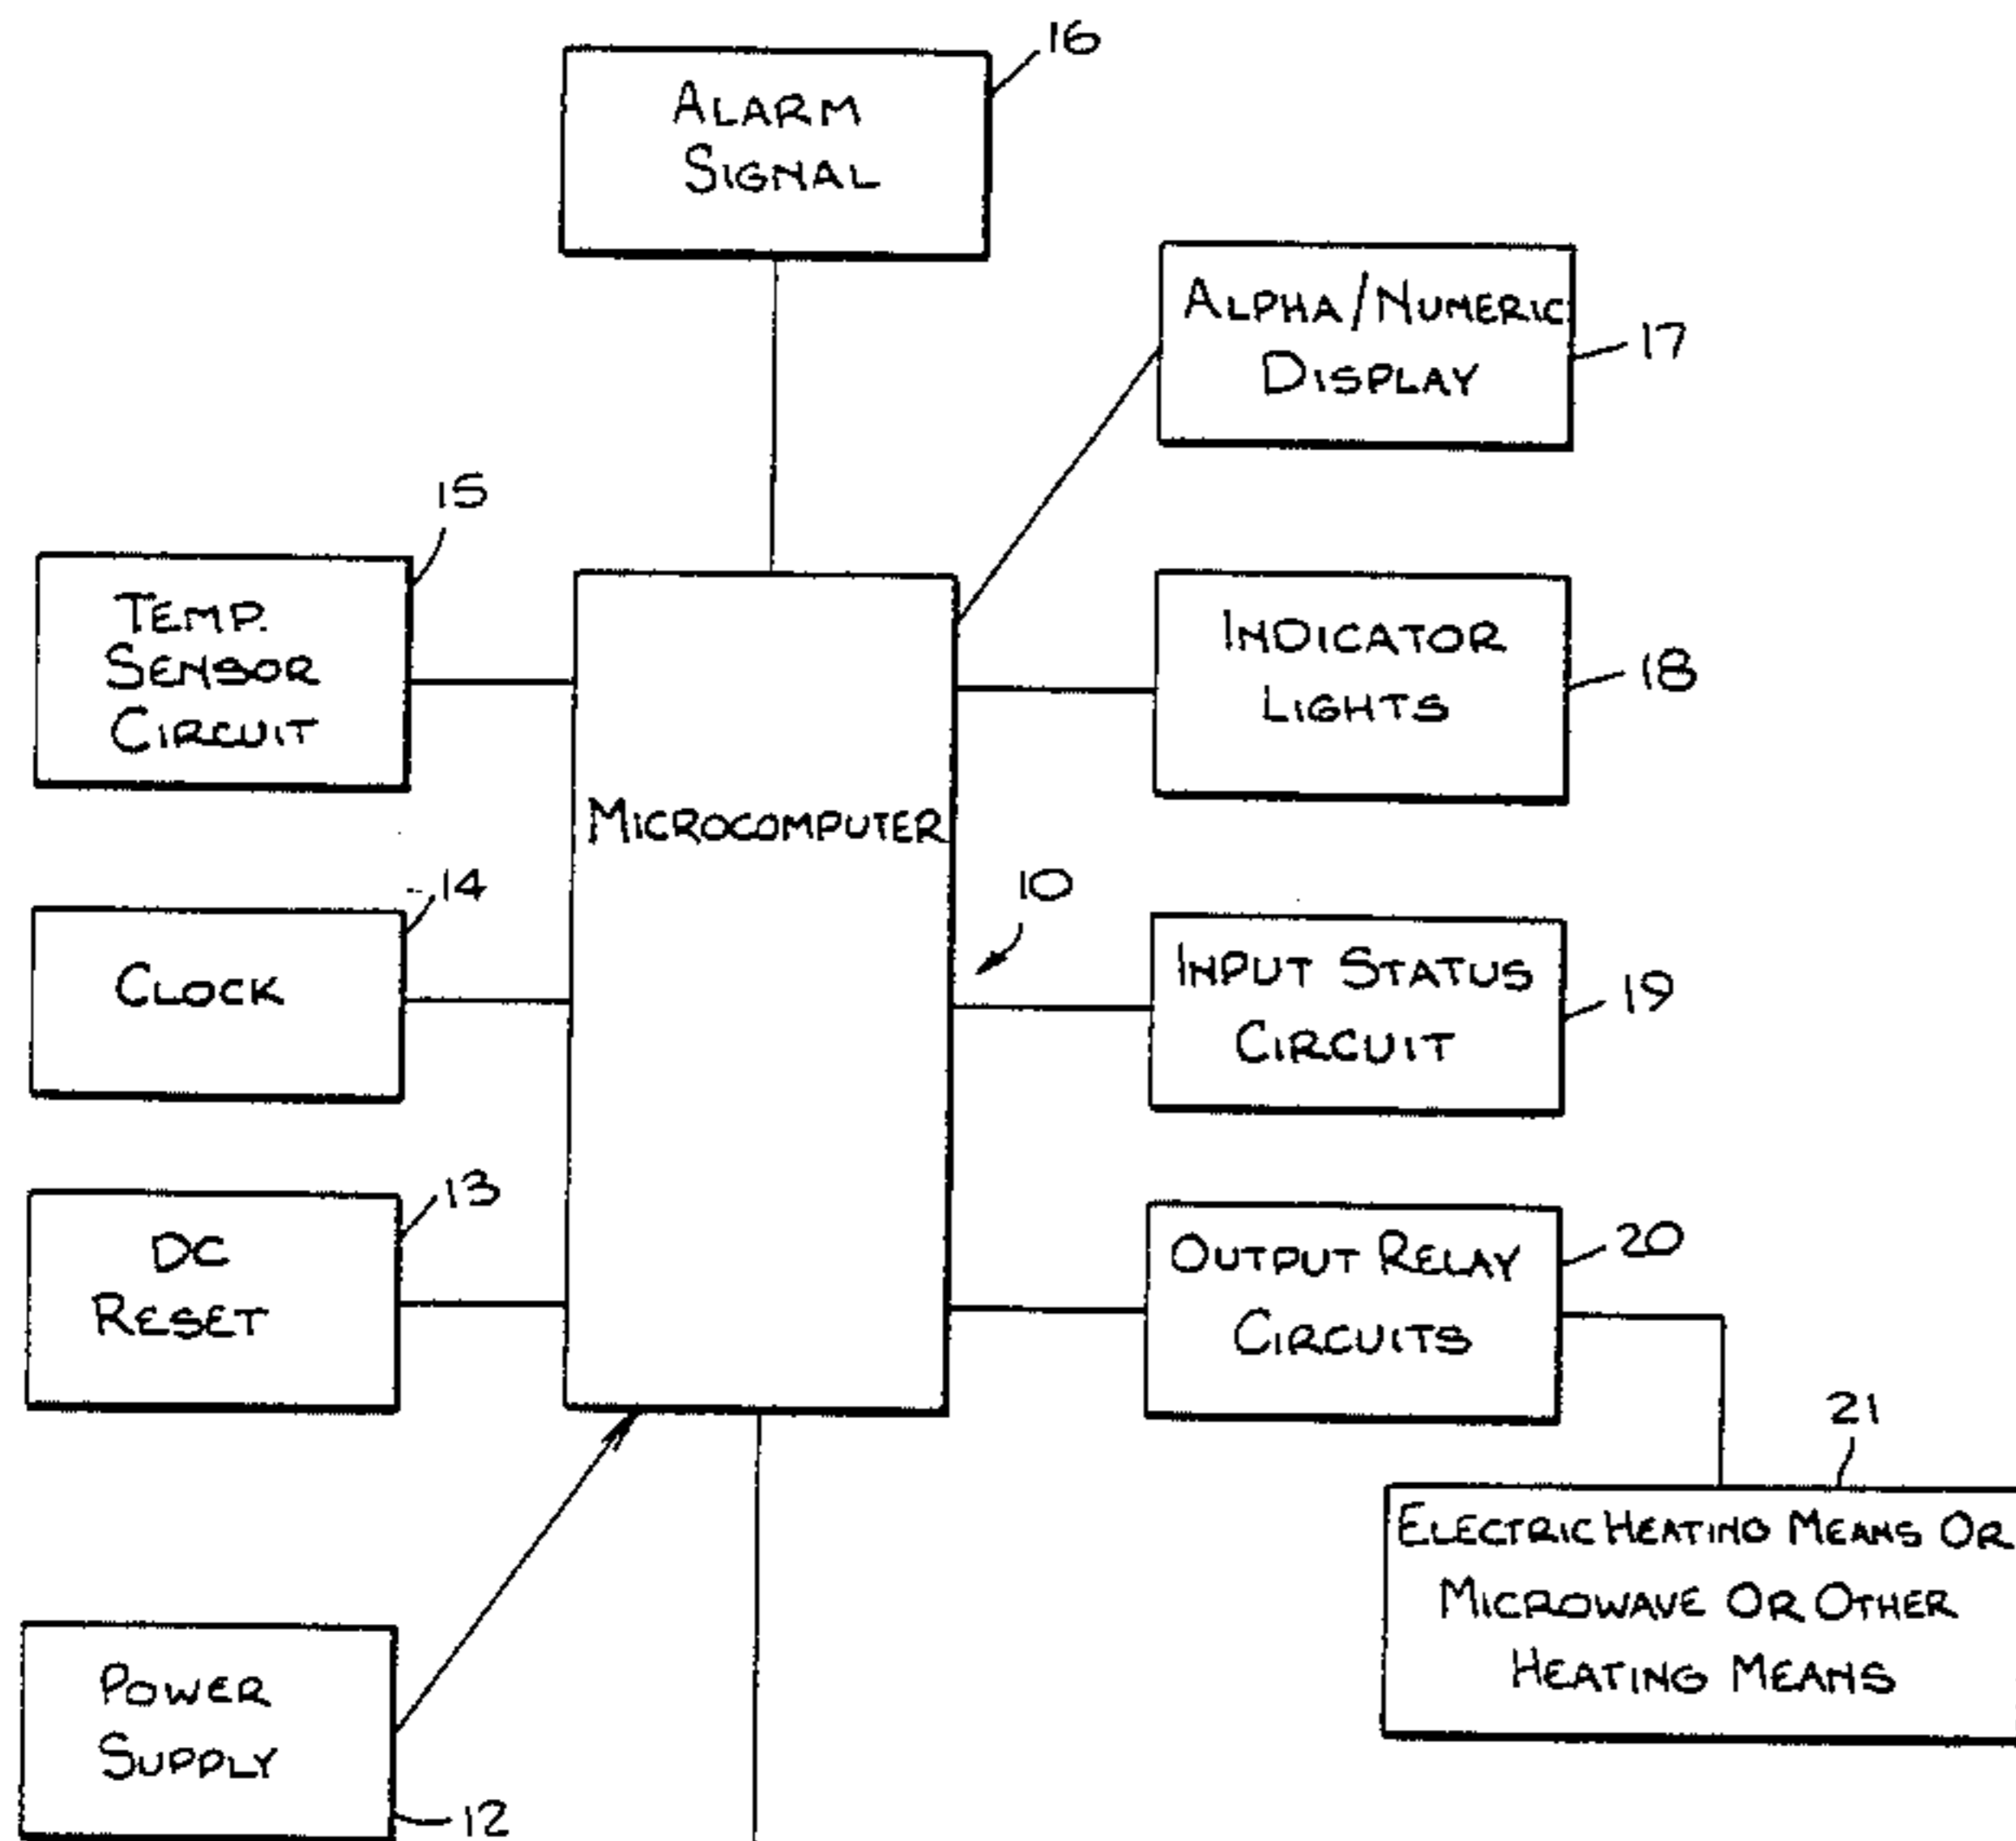 16
ALARM
SIGNAL
ALPHA/NUMERIC
DISPLAY
17
15
TEMP.
SENSOR
CIRCUIT
INDICATOR
LIGHTS
18
MICROCOMPUTER
14
10
CLOCK
INPUT STATUS
CIRCUIT
19
13
DC
RESET
OUTPUT RELAY
CIRCUITS
20
21
ELECTRIC HEATING MEANS OR
MICROWAVE OR OTHER
HEATING MEANS
POWER
SUPPLY
12